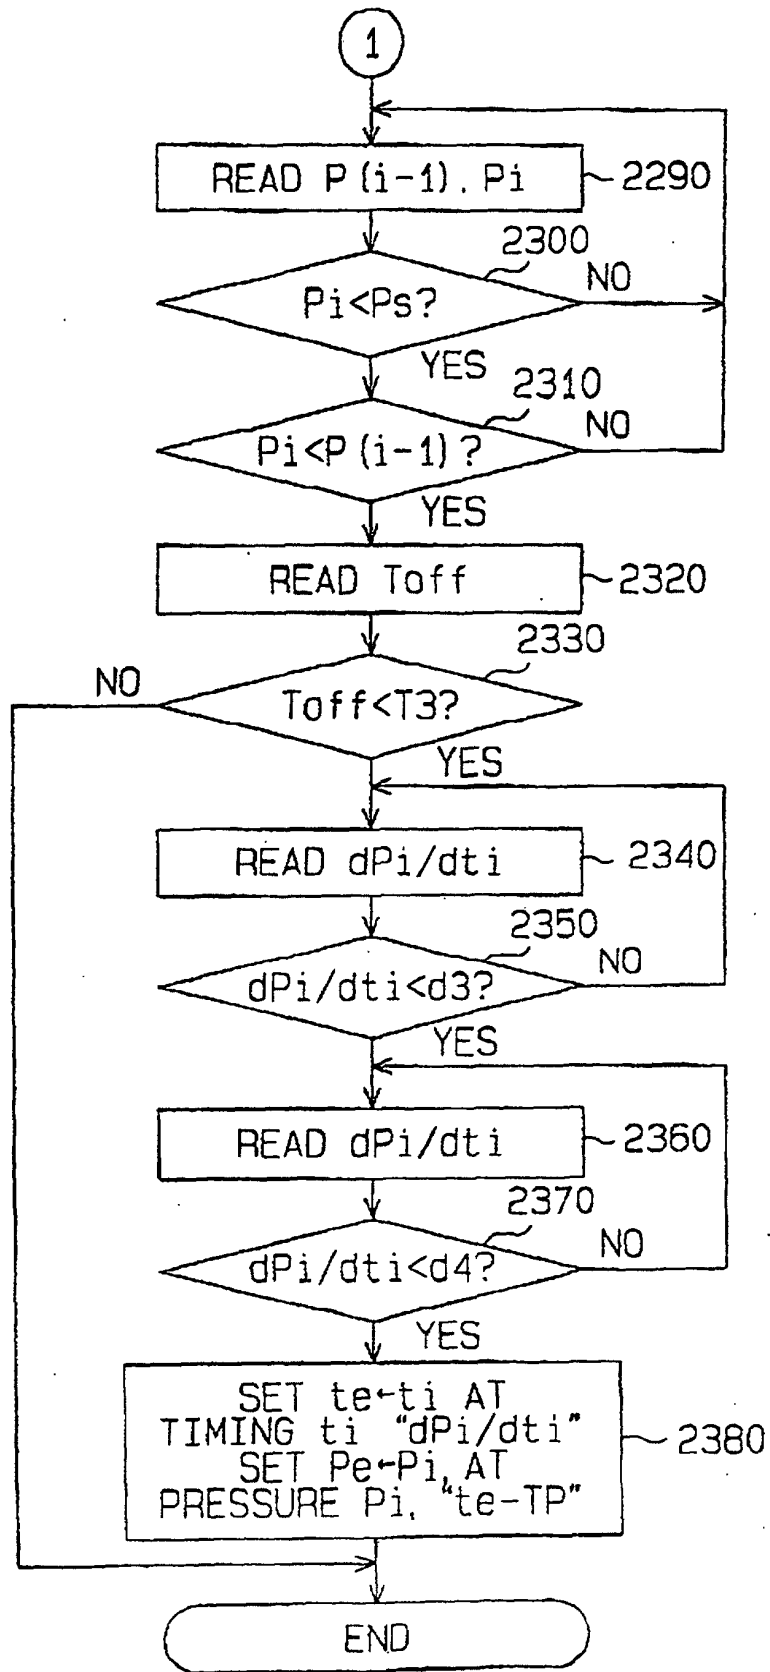 1
READ P(i-1). Pi
2290
2300
Pi<Ps?
NO
YES
2310
Pi<P(i-1)?
NO
YES
READ Toff
2320
2330
NO
Toff<T3?
YES
READ dPi/dti
2340
2350
dPi/dti<d3?
NO
YES
READ dPi/dti
2360
2370
dPi/dti<d4?
NO
YES
SET te←ti AT
TIMING ti "dPi/dti"
SET Pe←Pi, AT
PRESSURE Pi, "te-TP"
2380
END